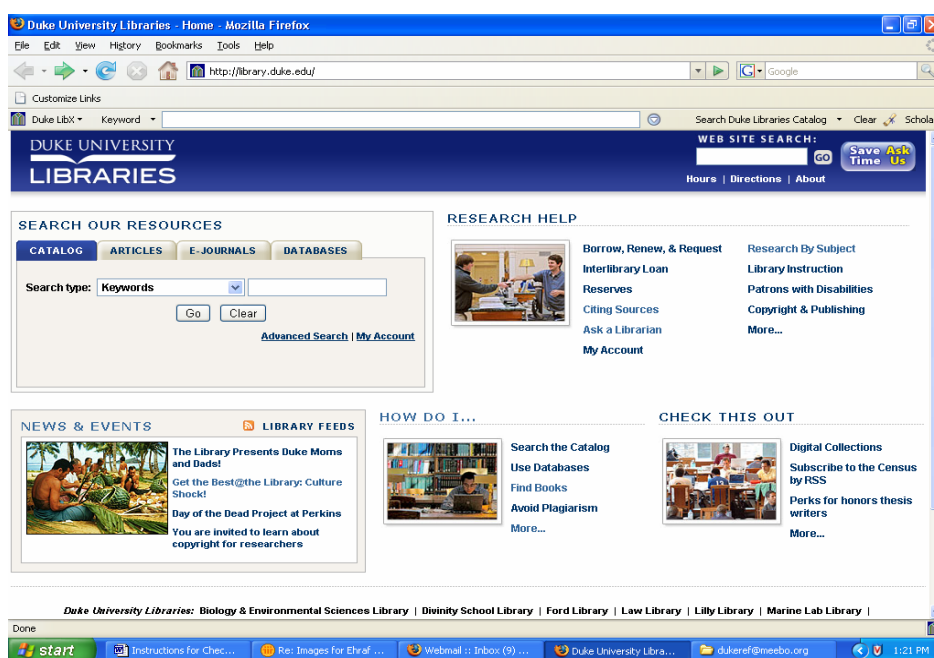 Duke University Libraries - Home - Mozilla Firefox
File Edit View History Bookmarks Tools Help
http://library.duke.edu/
Google
Customize Links
Duke LibX Keyword Search Duke Libraries Catalog Clear Schola
DUKE UNIVERSITY
LIBRARIES
WEB SITE SEARCH:
GO
Save Ask
Time Us
Hours | Directions | About
SEARCH OUR RESOURCES
CATALOG ARTICLES E-JOURNALS DATABASES
Search type: Keywords
Go Clear
Advanced Search | My Account
RESEARCH HELP
Borrow, Renew, & Request
Interlibrary Loan
Reserves
Citing Sources
Ask a Librarian
My Account
Research By Subject
Library Instruction
Patrons with Disabilities
Copyright & Publishing
More...
NEWS & EVENTS LIBRARY FEEDS
The Library Presents Duke Moms
and Dads!
Get the Best@the Library: Culture
Shock!
Day of the Dead Project at Perkins
You are invited to learn about
copyright for researchers
HOW DO I...
Search the Catalog
Use Databases
Find Books
Avoid Plagiarism
More...
CHECK THIS OUT
Digital Collections
Subscribe to the Census
by RSS
Perks for honors thesis
writers
More...
Duke University Libraries: Biology & Environmental Sciences Library | Divinity School Library | Ford Library | Law Library | Lilly Library | Marine Lab Library |
Done
start Instructions for Chec... Re: Images for Ehraf ... Webmail :: Inbox (9) ... Duke University Libra... dukeref@meebo.org 1:21 PM